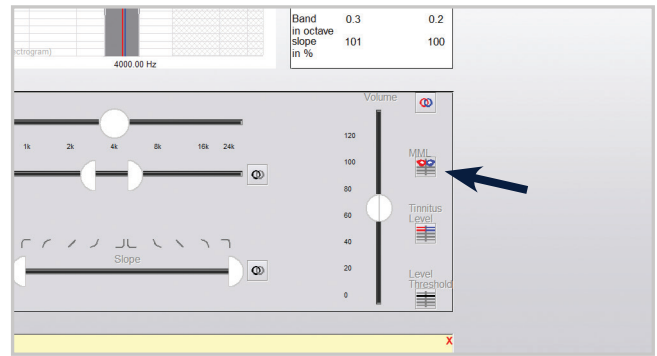 Band 0.3 0.2
in octave
slope 101 100
in %
ectrogram)
4000.00 Hz
Volume
1k 2k 4k 8k 16k 24k
120
100
80
60
40
20
0
MML
Tinnitus
Level
Slope
Level
Threshold
X